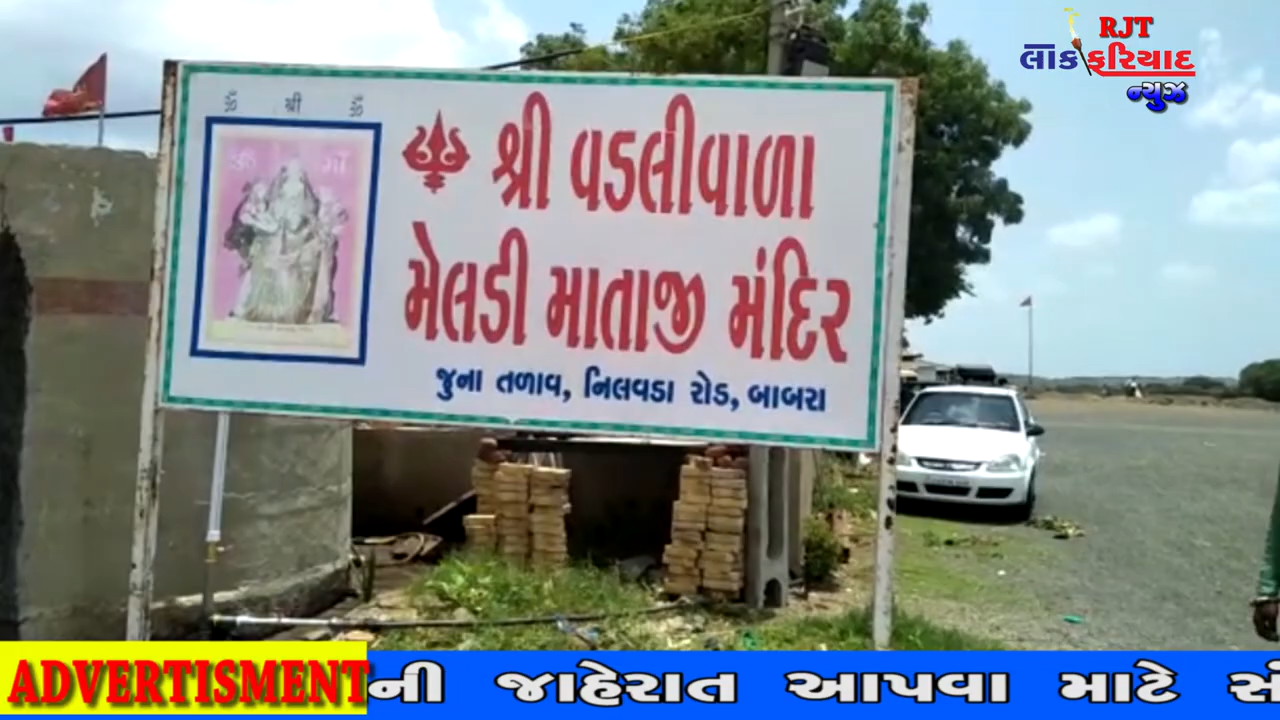 RJT
લોક ફરિયાદ
ન્યુઝ
ૐ શ્રી ૐ
શ્રી વડલીવાળા
મેલડી માતાજી મંદિર
જુના તળાવ, નિલવડા રોડ, બાબરા
ADVERTISMENT
ની જાહેરાત આપવા માટે